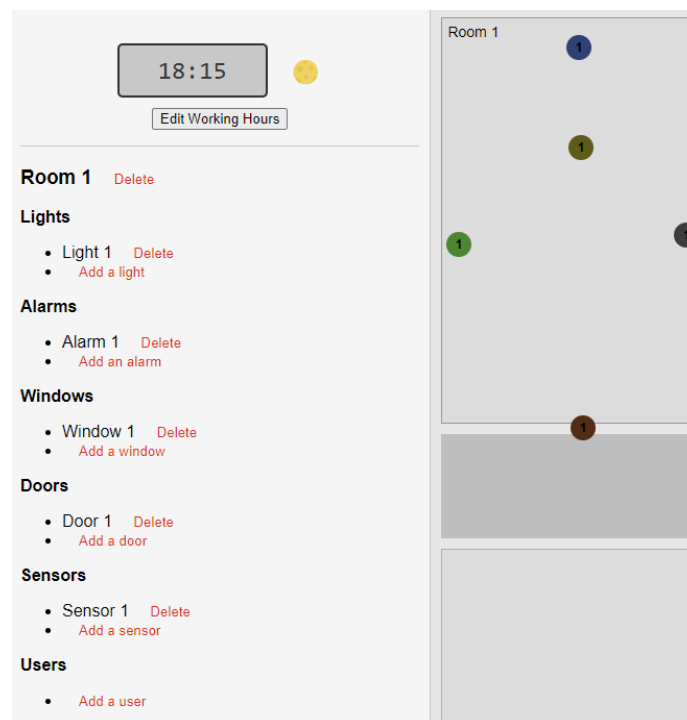 18:15
Edit Working Hours
Room 1 Delete
Lights
Light 1 Delete
Add a light
Alarms
Alarm 1 Delete
Add an alarm
Windows
Window 1 Delete
Add a window
Doors
Door 1 Delete
Add a door
Sensors
Sensor 1 Delete
Add a sensor
Users
Add a user
Room 1
1
1
1
1
1